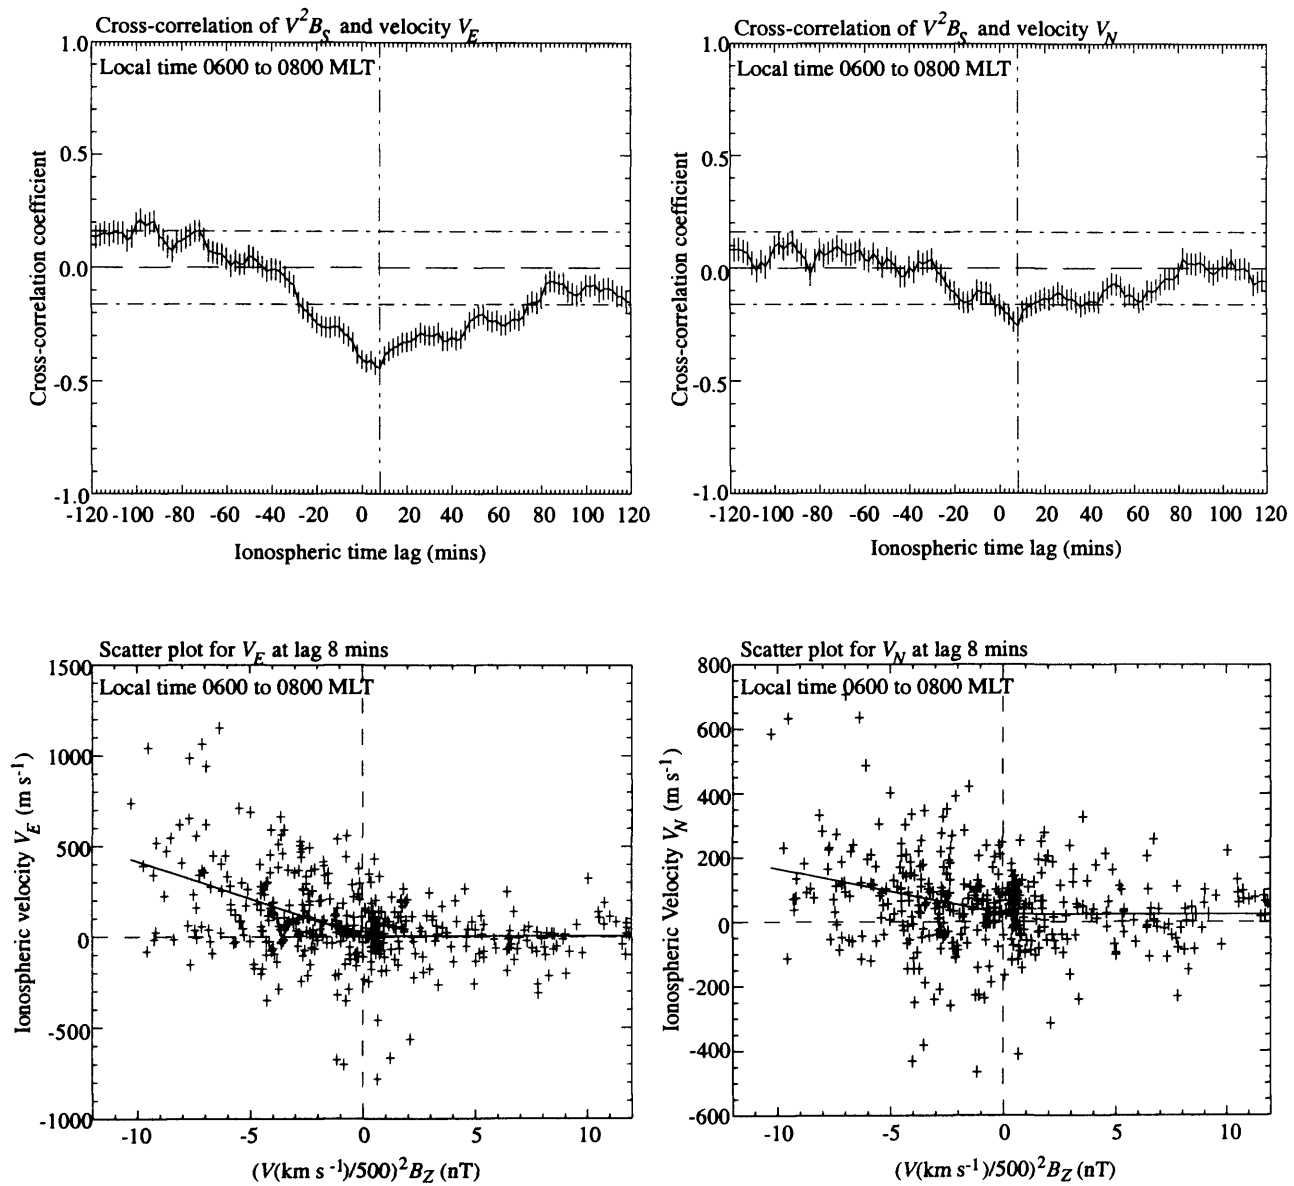 Cross-correlation of V²B_S and velocity V_E
Local time 0600 to 0800 MLT
Cross-correlation coefficient
1.0
0.5
0.0
-0.5
-1.0
-120 -100 -80 -60 -40 -20 0 20 40 60 80 100 120
Ionospheric time lag (mins)
Cross-correlation of V²B_S and velocity V_N
Local time 0600 to 0800 MLT
Cross-correlation coefficient
1.0
0.5
0.0
-0.5
-1.0
-120 -100 -80 -60 -40 -20 0 20 40 60 80 100 120
Ionospheric time lag (mins)
Scatter plot for V_E at lag 8 mins
Local time 0600 to 0800 MLT
Ionospheric velocity V_E (m s⁻¹)
1500
1000
500
0
-500
-1000
-10 -5 0 5 10
(V(km s⁻¹)/500)²B_Z (nT)
Scatter plot for V_N at lag 8 mins
Local time 0600 to 0800 MLT
Ionospheric Velocity V_N (m s⁻¹)
800
600
400
200
0
-200
-400
-600
-10 -5 0 5 10
(V(km s⁻¹)/500)²B_Z (nT)